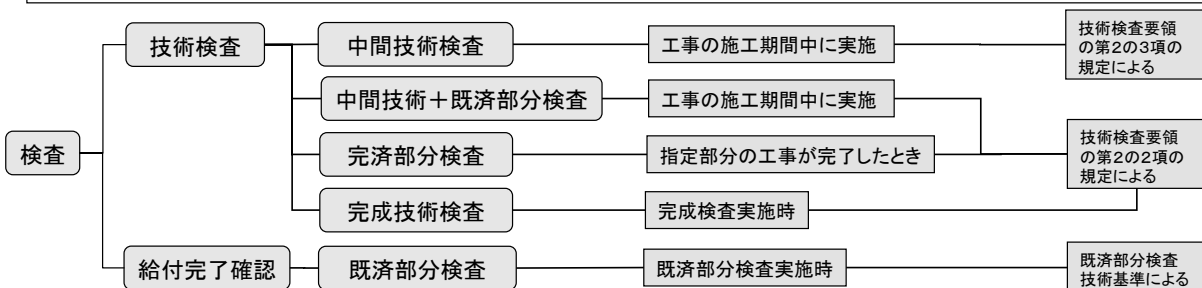 技術検査
中間技術検査
工事の施工期間中に実施
技術検査要領
の第2の3項の
規定による
中間技術＋既済部分検査
工事の施工期間中に実施
検査
完済部分検査
指定部分の工事が完了したとき
技術検査要領
の第2の2項の
規定による
完成技術検査
完成検査実施時
給付完了確認
既済部分検査
既済部分検査実施時
既済部分検査
技術基準による